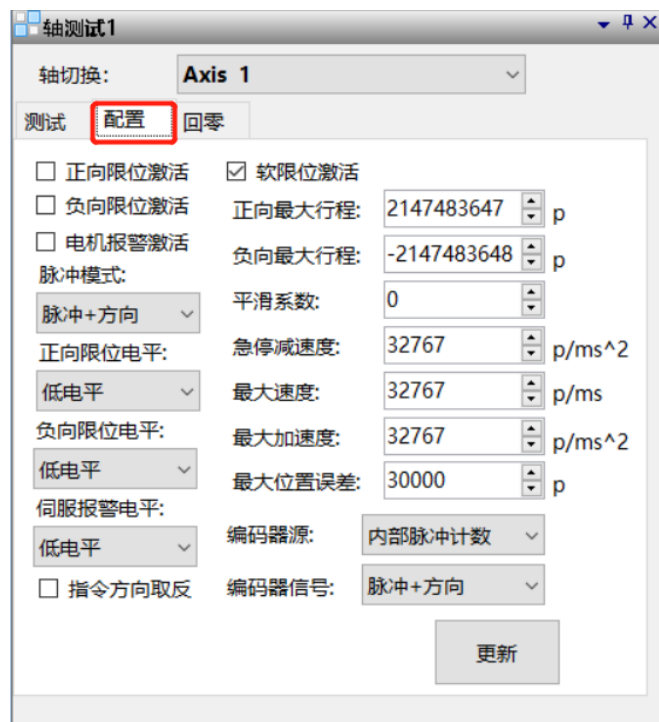 轴测试1
轴切换: Axis 1
测试 配置 回零
正向限位激活
负向限位激活
电机报警激活
脉冲模式:
脉冲+方向
正向限位电平:
低电平
负向限位电平:
低电平
伺服报警电平:
低电平
指令方向取反
软限位激活
正向最大行程: 2147483647 p
负向最大行程: -2147483648 p
平滑系数: 0
急停减速度: 32767 p/ms^2
最大速度: 32767 p/ms
最大加速度: 32767 p/ms^2
最大位置误差: 30000 p
编码器源: 内部脉冲计数
编码器信号: 脉冲+方向
更新